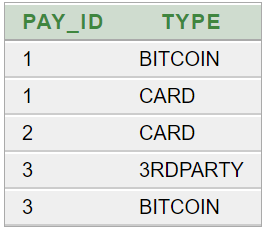 PAY_ID TYPE
1 BITCOIN
1 CARD
2 CARD
3 3RDPARTY
3 BITCOIN